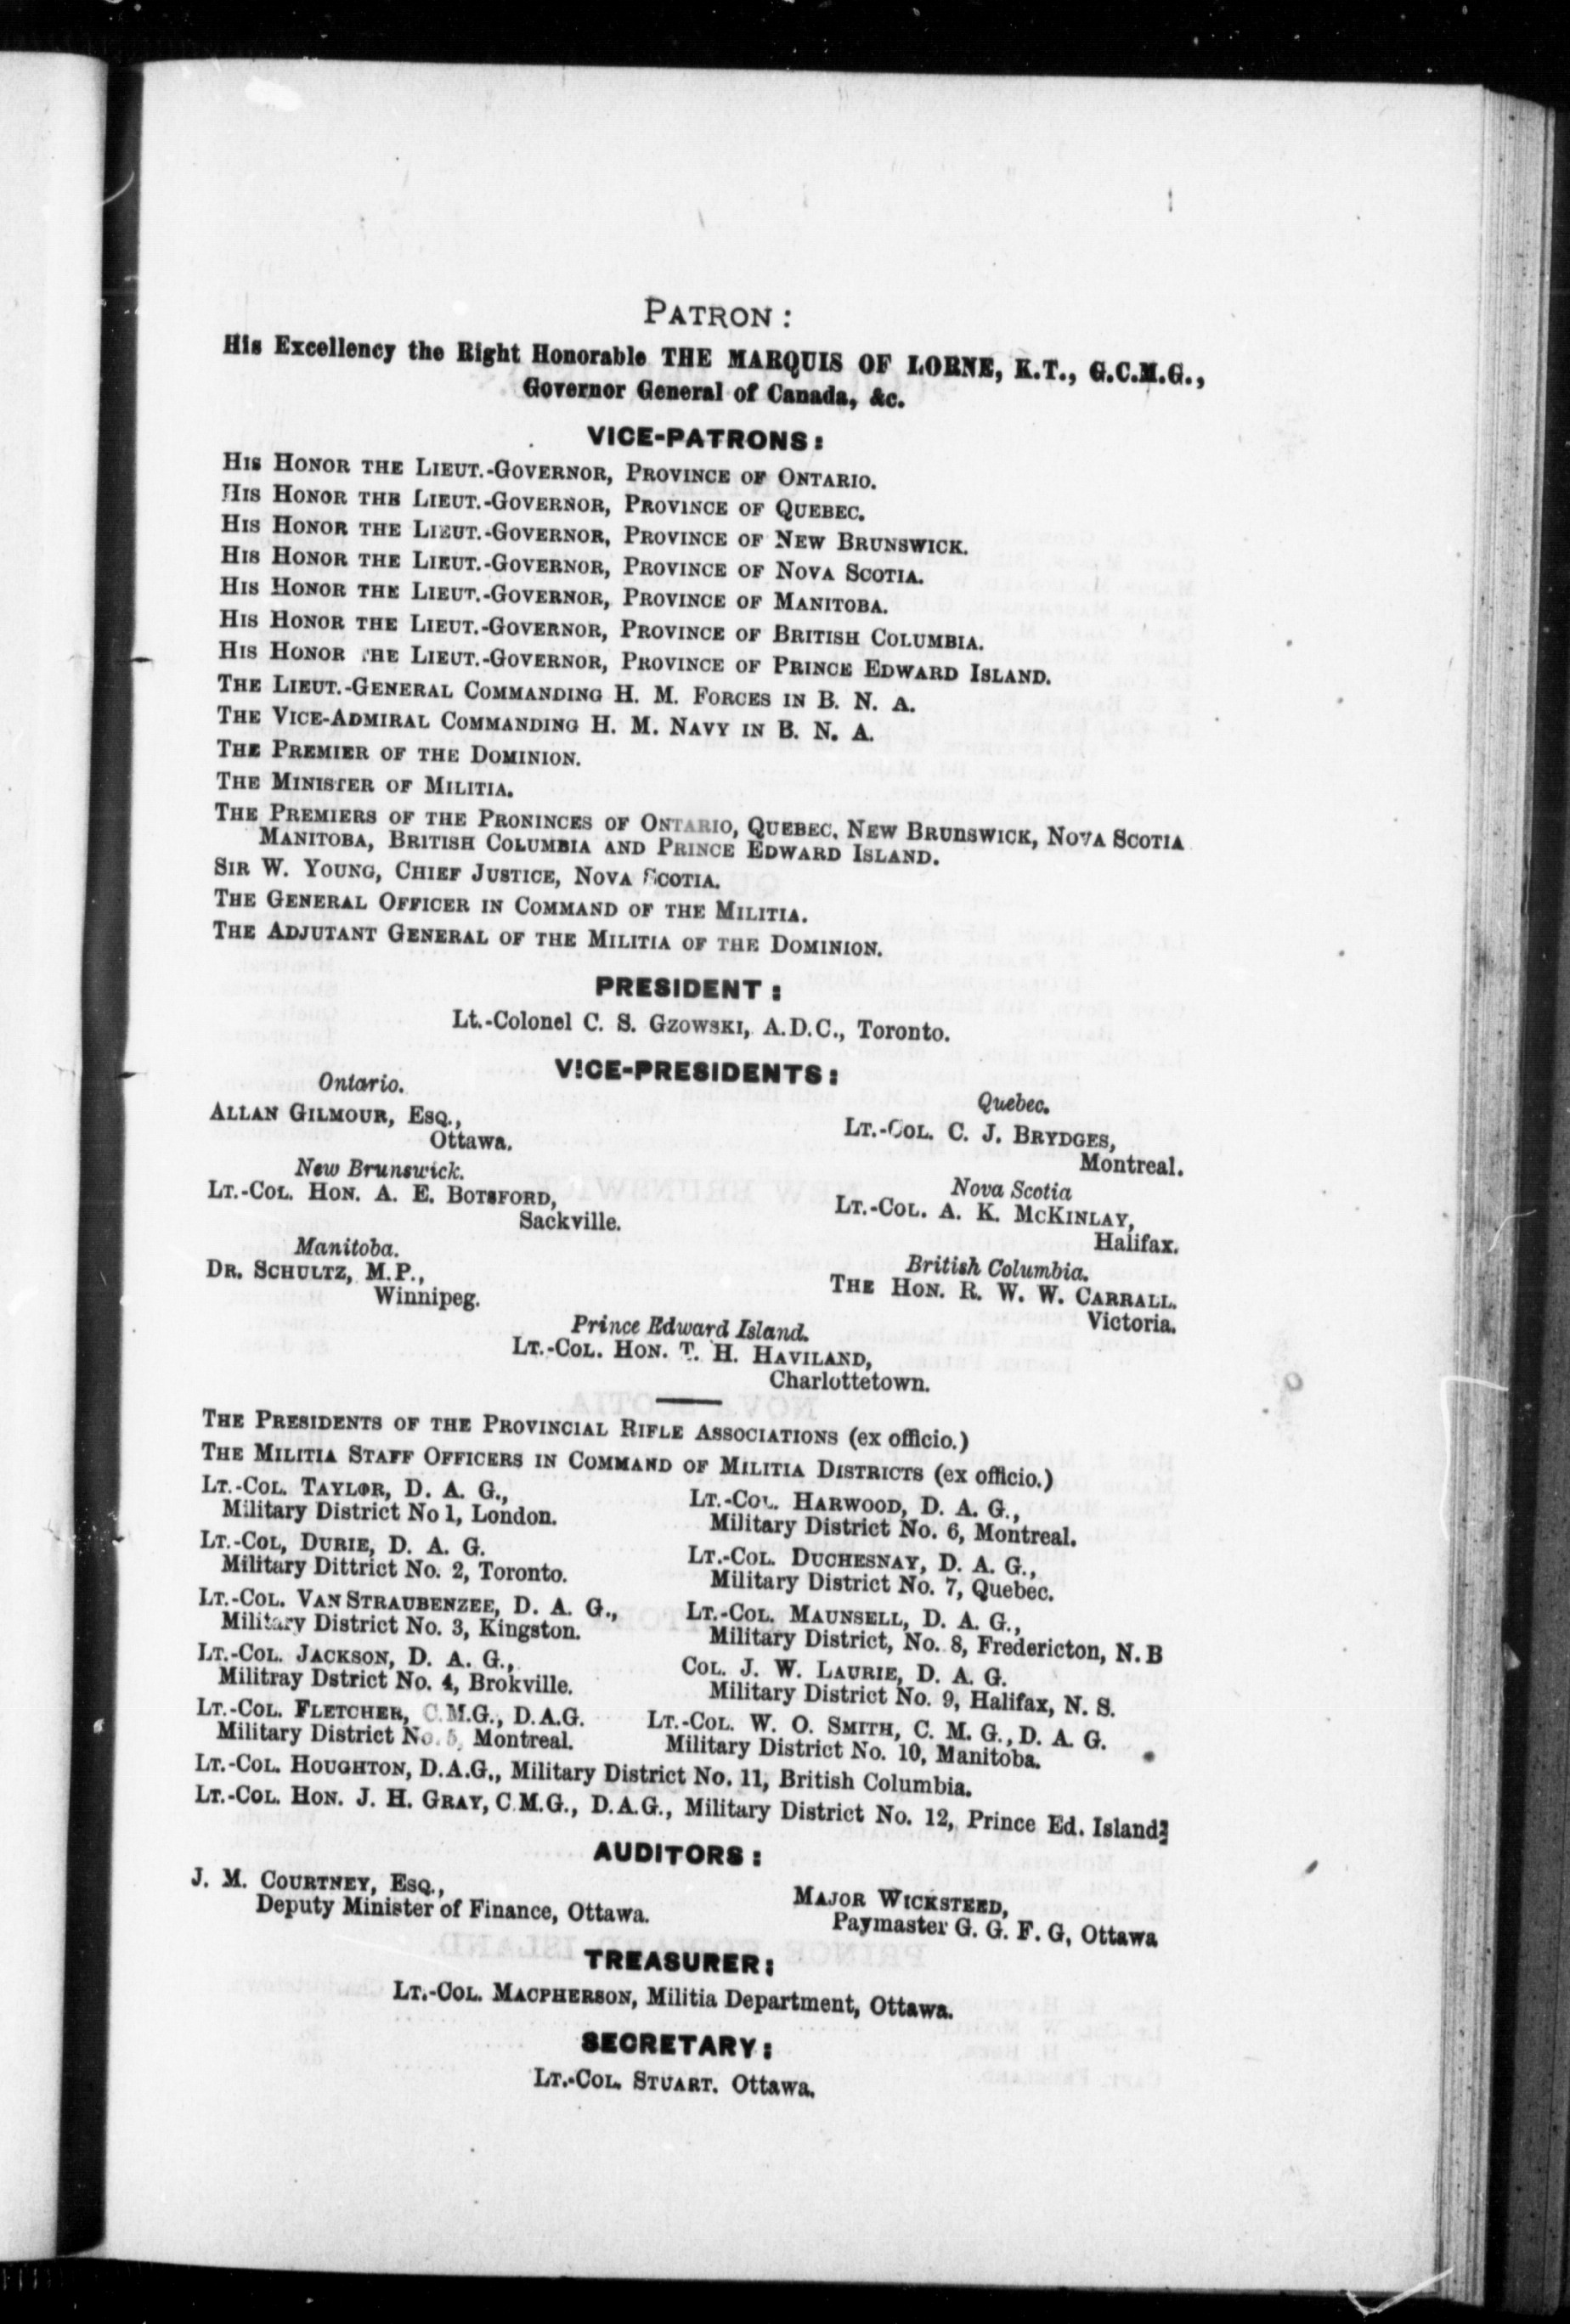 PATRON:
His Excellency the Right Honorable THE MARQUIS OF LORNE, K.T., G.C.M.G.,
Governor General of Canada, &c.
VICE-PATRONS:
HIS HONOR THE LIEUT.-GOVERNOR, PROVINCE OF ONTARIO.
HIS HONOR THE LIEUT.-GOVERNOR, PROVINCE OF QUEBEC.
HIS HONOR THE LIEUT.-GOVERNOR, PROVINCE OF NEW BRUNSWICK.
HIS HONOR THE LIEUT.-GOVERNOR, PROVINCE OF NOVA SCOTIA.
HIS HONOR THE LIEUT.-GOVERNOR, PROVINCE OF MANITOBA.
HIS HONOR THE LIEUT.-GOVERNOR, PROVINCE OF BRITISH COLUMBIA.
HIS HONOR THE LIEUT.-GOVERNOR, PROVINCE OF PRINCE EDWARD ISLAND.
THE LIEUT.-GENERAL COMMANDING H. M. FORCES IN B. N. A.
THE VICE-ADMIRAL COMMANDING H. M. NAVY IN B. N. A.
THE PREMIER OF THE DOMINION.
THE MINISTER OF MILITIA.
THE PREMIERS OF THE PRONINCES OF ONTARIO, QUEBEC, NEW BRUNSWICK, NOVA SCOTIA
MANITOBA, BRITISH COLUMBIA AND PRINCE EDWARD ISLAND.
SIR W. YOUNG, CHIEF JUSTICE, NOVA SCOTIA.
THE GENERAL OFFICER IN COMMAND OF THE MILITIA.
THE ADJUTANT GENERAL OF THE MILITIA OF THE DOMINION.
PRESIDENT:
Lt.-Colonel C. S. GZOWSKI, A.D.C., Toronto.
VICE-PRESIDENTS:
Ontario.
ALLAN GILMOUR, ESQ.,
Ottawa.
Quebec.
LT.-COL. C. J. BRYDGES,
Montreal.
New Brunswick.
LT.-COL. HON. A. E. BOTSFORD,
Sackville.
Nova Scotia
LT.-COL. A. K. MCKINLAY,
Halifax.
Manitoba.
DR. SCHULTZ, M.P.,
Winnipeg.
British Columbia.
THE HON. R. W. W. CARRALL.
Victoria.
Prince Edward Island.
LT.-COL. HON. T. H. HAVILAND,
Charlottetown.
THE PRESIDENTS OF THE PROVINCIAL RIFLE ASSOCIATIONS (ex officio.)
THE MILITIA STAFF OFFICERS IN COMMAND OF MILITIA DISTRICTS (ex officio.)
LT.-COL. TAYLOR, D. A. G.,
Military District No 1, London.
LT.-COL. HARWOOD, D. A. G.,
Military District No. 6, Montreal.
LT.-COL, DURIE, D. A. G.
Military Dittrict No. 2, Toronto.
LT.-COL. DUCHESNAY, D. A. G.,
Military District No. 7, Quebec.
LT.-COL. VAN STRAUBENZEE, D. A. G.,
Military District No. 3, Kingston.
LT.-COL. MAUNSELL, D. A. G.,
Military District, No. 8, Fredericton, N. B
LT.-COL. JACKSON, D. A. G.,
Militray Dstrict No. 4, Brokville.
COL. J. W. LAURIE, D. A. G.
Military District No. 9, Halifax, N. S.
LT.-COL. FLETCHER, C.M.G., D.A.G.
Military District No. 5, Montreal.
LT.-COL. W. O. SMITH, C. M. G., D. A. G.
Military District No. 10, Manitoba.
LT.-COL. HOUGHTON, D.A.G., Military District No. 11, British Columbia.
LT.-COL. HON. J. H. GRAY, C.M.G., D.A.G., Military District No. 12, Prince Ed. Island
AUDITORS:
J. M. COURTNEY, ESQ.,
Deputy Minister of Finance, Ottawa.
MAJOR WICKSTEED,
Paymaster G. G. F. G, Ottawa
TREASURER:
LT.-COL. MACPHERSON, Militia Department, Ottawa.
SECRETARY:
LT.-COL. STUART. Ottawa.